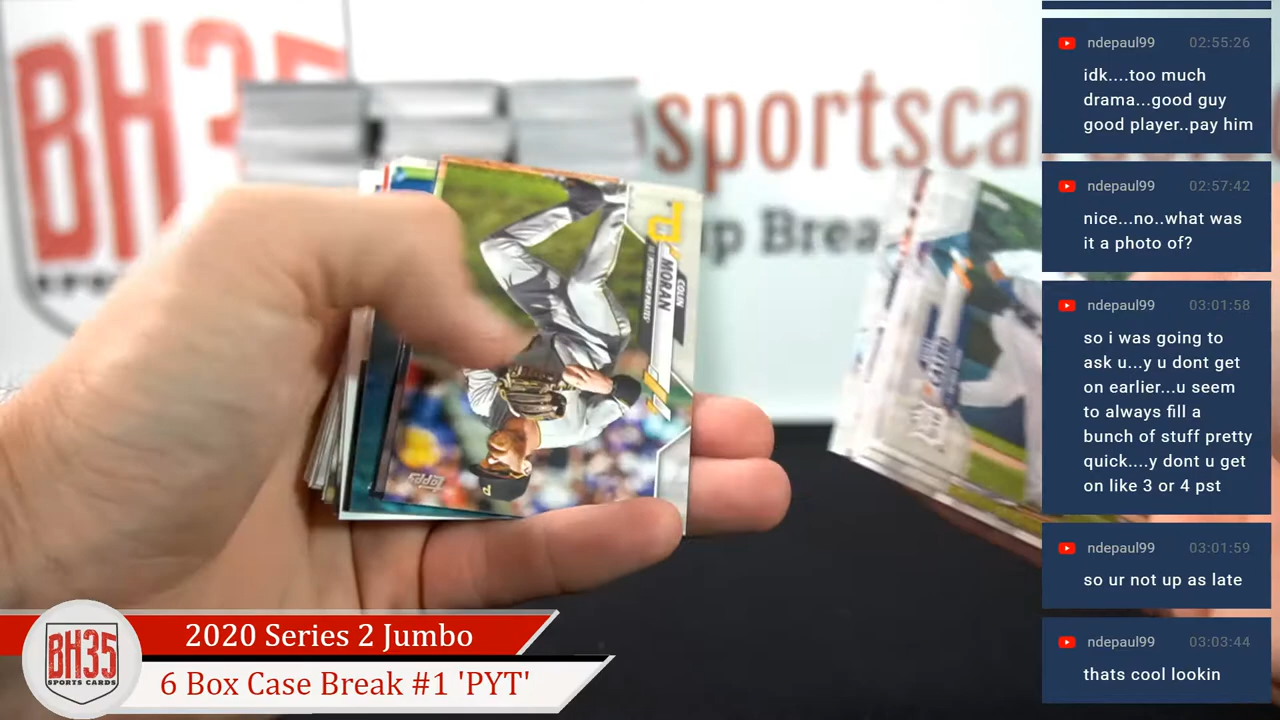 BH35
sportsca
up Brea
COLIN
MORAN
PITTSBURGH PIRATES
topps
P
2020 Series 2 Jumbo
6 Box Case Break #1 'PYT'
BH35
SPORTS CARDS
ndepaul99 02:55:26
idk....too much
drama...good guy
good player..pay him
ndepaul99 02:57:42
nice...no..what was
it a photo of?
ndepaul99 03:01:58
so i was going to
ask u...y u dont get
on earlier...u seem
to always fill a
bunch of stuff pretty
quick....y dont u get
on like 3 or 4 pst
ndepaul99 03:01:59
so ur not up as late
ndepaul99 03:03:44
thats cool lookin